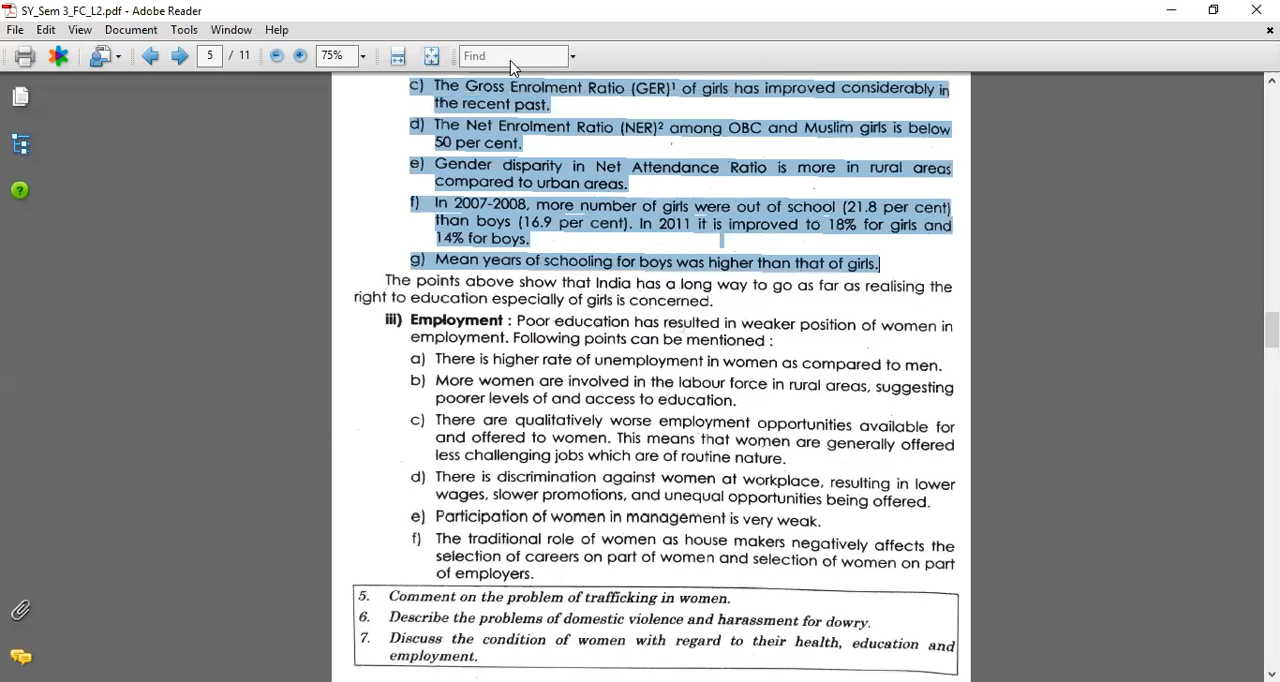 SY_Sem 3_FC_L2.pdf - Adobe Reader
File Edit View Document Tools Window Help
5 / 11 75% Find
c) The Gross Enrolment Ratio (GER)¹ of girls has improved considerably in
the recent past.
d) The Net Enrolment Ratio (NER)² among OBC and Muslim girls is below
50 per cent.
e) Gender disparity in Net Attendance Ratio is more in rural areas
compared to urban areas.
f) In 2007-2008, more number of girls were out of school (21.8 per cent)
than boys (16.9 per cent). In 2011 it is improved to 18% for girls and
14% for boys.
g) Mean years of schooling for boys was higher than that of girls.
The points above show that India has a long way to go as far as realising the
right to education especially of girls is concerned.
iii) Employment : Poor education has resulted in weaker position of women in
employment. Following points can be mentioned :
a) There is higher rate of unemployment in women as compared to men.
b) More women are involved in the labour force in rural areas, suggesting
poorer levels of and access to education.
c) There are qualitatively worse employment opportunities available for
and offered to women. This means that women are generally offered
less challenging jobs which are of routine nature.
d) There is discrimination against women at workplace, resulting in lower
wages, slower promotions, and unequal opportunities being offered.
e) Participation of women in management is very weak.
f) The traditional role of women as house makers negatively affects the
selection of careers on part of women and selection of women on part
of employers.
5. Comment on the problem of trafficking in women.
6. Describe the problems of domestic violence and harassment for dowry.
7. Discuss the condition of women with regard to their health, education and
employment.